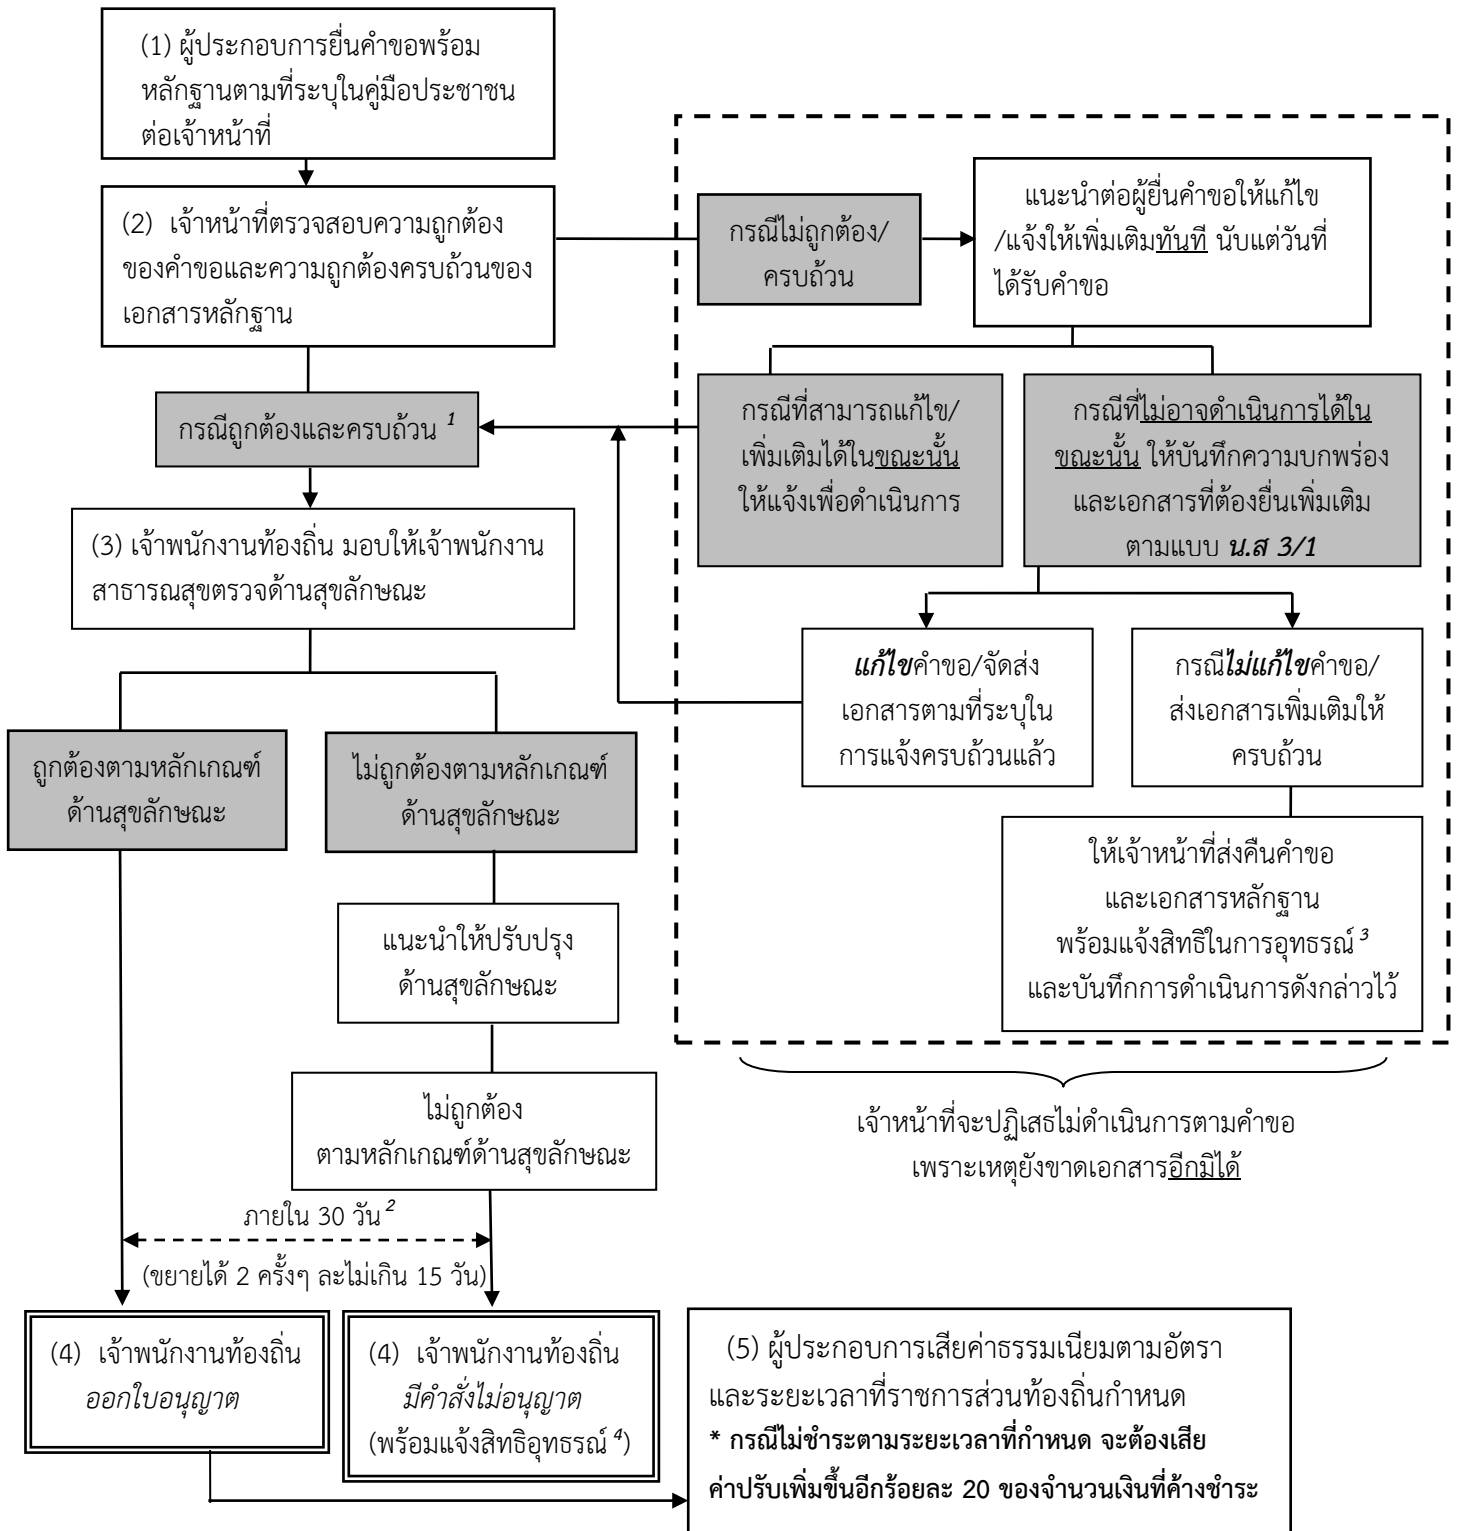 (1) ผู้ประกอบการยื่นคำขอพร้อม
หลักฐานตามที่ระบุในคู่มือประชาชน
ต่อเจ้าหน้าที่
(2) เจ้าหน้าที่ตรวจสอบความถูกต้อง
ของคำขอและความถูกต้องครบถ้วนของ
เอกสารหลักฐาน
กรณีไม่ถูกต้อง/
ครบถ้วน
แนะนำต่อผู้ยื่นคำขอให้แก้ไข
/แจ้งให้เพิ่มเติมทันที นับแต่วันที่
ได้รับคำขอ
กรณีถูกต้องและครบถ้วน 1
กรณีที่สามารถแก้ไข/
เพิ่มเติมได้ในขณะนั้น
ให้แจ้งเพื่อดำเนินการ
กรณีที่ไม่อาจดำเนินการได้ใน
ขณะนั้น ให้บันทึกความบกพร่อง
และเอกสารที่ต้องยื่นเพิ่มเติม
ตามแบบ น.ส 3/1
(3) เจ้าพนักงานท้องถิ่น มอบให้เจ้าพนักงาน
สาธารณสุขตรวจด้านสุขลักษณะ
แก้ไขคำขอ/จัดส่ง
เอกสารตามที่ระบุใน
การแจ้งครบถ้วนแล้ว
กรณีไม่แก้ไขคำขอ/
ส่งเอกสารเพิ่มเติมให้
ครบถ้วน
ถูกต้องตามหลักเกณฑ์
ด้านสุขลักษณะ
ไม่ถูกต้องตามหลักเกณฑ์
ด้านสุขลักษณะ
ให้เจ้าหน้าที่ส่งคืนคำขอ
และเอกสารหลักฐาน
พร้อมแจ้งสิทธิในการอุทธรณ์ 3
และบันทึกการดำเนินการดังกล่าวไว้
แนะนำให้ปรับปรุง
ด้านสุขลักษณะ
ไม่ถูกต้อง
ตามหลักเกณฑ์ด้านสุขลักษณะ
เจ้าหน้าที่จะปฏิเสธไม่ดำเนินการตามคำขอ
เพราะเหตุยังขาดเอกสารอีกมิได้
ภายใน 30 วัน 2
(ขยายได้ 2 ครั้งๆ ละไม่เกิน 15 วัน)
(4) เจ้าพนักงานท้องถิ่น
ออกใบอนุญาต
(4) เจ้าพนักงานท้องถิ่น
มีคำสั่งไม่อนุญาต
(พร้อมแจ้งสิทธิอุทธรณ์ 4)
(5) ผู้ประกอบการเสียค่าธรรมเนียมตามอัตรา
และระยะเวลาที่ราชการส่วนท้องถิ่นกำหนด
* กรณีไม่ชำระตามระยะเวลาที่กำหนด จะต้องเสีย
ค่าปรับเพิ่มขึ้นอีกร้อยละ 20 ของจำนวนเงินที่ค้างชำระ